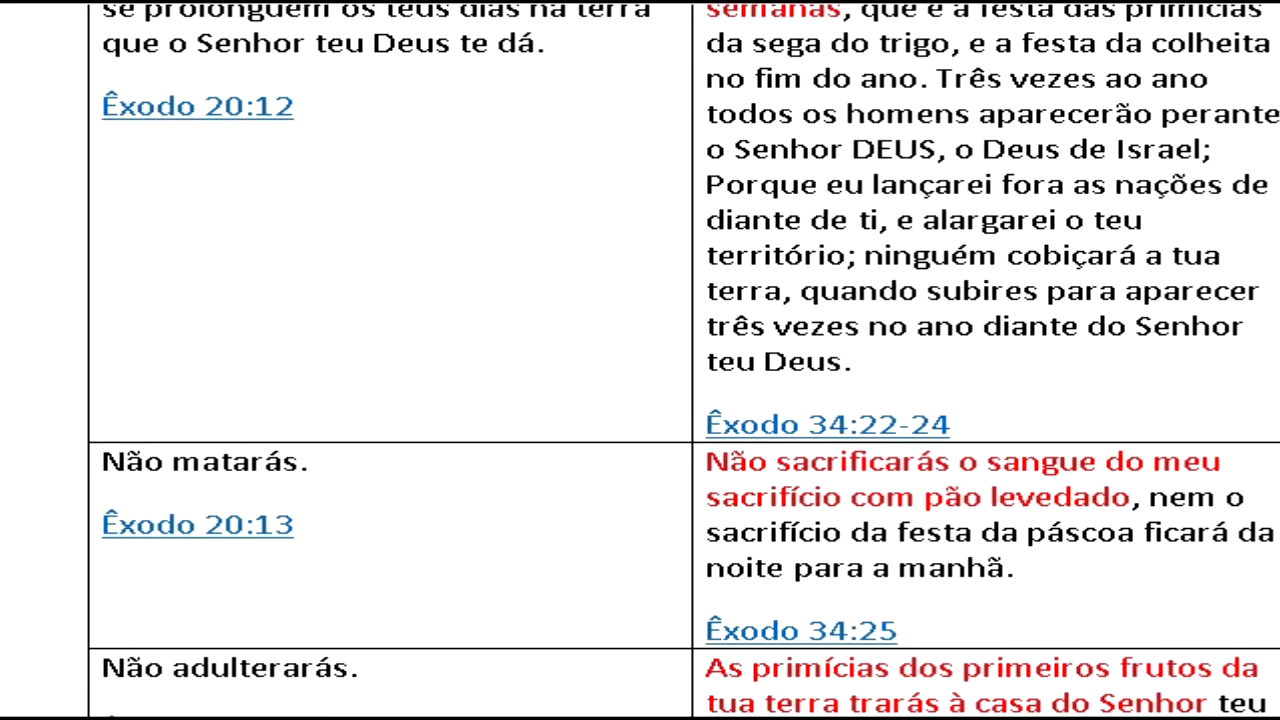 se prolonguem os teus dias na terra
que o Senhor teu Deus te dá.
Êxodo 20:12
semanas, que é a festa das primícias
da sega do trigo, e a festa da colheita
no fim do ano. Três vezes ao ano
todos os homens aparecerão perante
o Senhor DEUS, o Deus de Israel;
Porque eu lançarei fora as nações de
diante de ti, e alargarei o teu
território; ninguém cobiçará a tua
terra, quando subires para aparecer
três vezes no ano diante do Senhor
teu Deus.
Êxodo 34:22-24
Não matarás.
Êxodo 20:13
Não sacrificarás o sangue do meu
sacrifício com pão levedado, nem o
sacrifício da festa da páscoa ficará da
noite para a manhã.
Êxodo 34:25
Não adulterarás.
As primícias dos primeiros frutos da
tua terra trarás à casa do Senhor teu